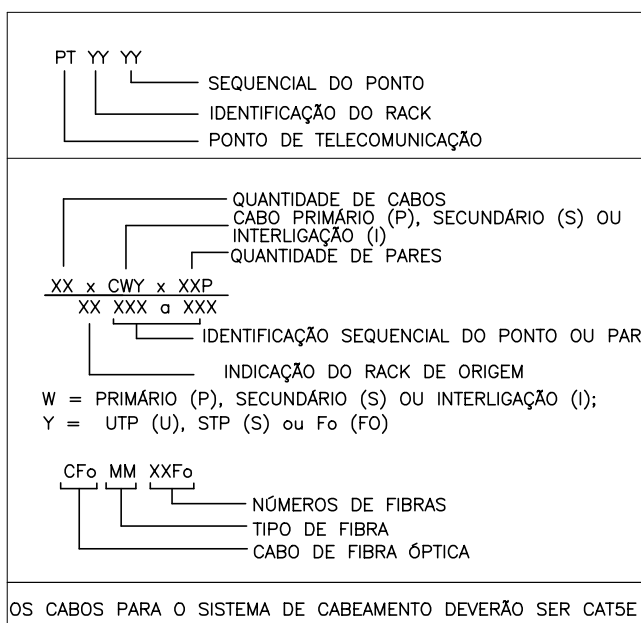 PT YY YY
SEQUENCIAL DO PONTO
IDENTIFICAÇÃO DO RACK
PONTO DE TELECOMUNICAÇÃO
QUANTIDADE DE CABOS
CABO PRIMÁRIO (P), SECUNDÁRIO (S) OU
INTERLIGAÇÃO (I)
QUANTIDADE DE PARES
XX x CWY x XXP
XX XXX a XXX
IDENTIFICAÇÃO SEQUENCIAL DO PONTO OU PAR
INDICAÇÃO DO RACK DE ORIGEM
W = PRIMÁRIO (P), SECUNDÁRIO (S) OU INTERLIGAÇÃO (I);
Y = UTP (U), STP (S) ou Fo (FO)
CFo MM XXFo
NÚMEROS DE FIBRAS
TIPO DE FIBRA
CABO DE FIBRA ÓPTICA
OS CABOS PARA O SISTEMA DE CABEAMENTO DEVERÃO SER CAT5E